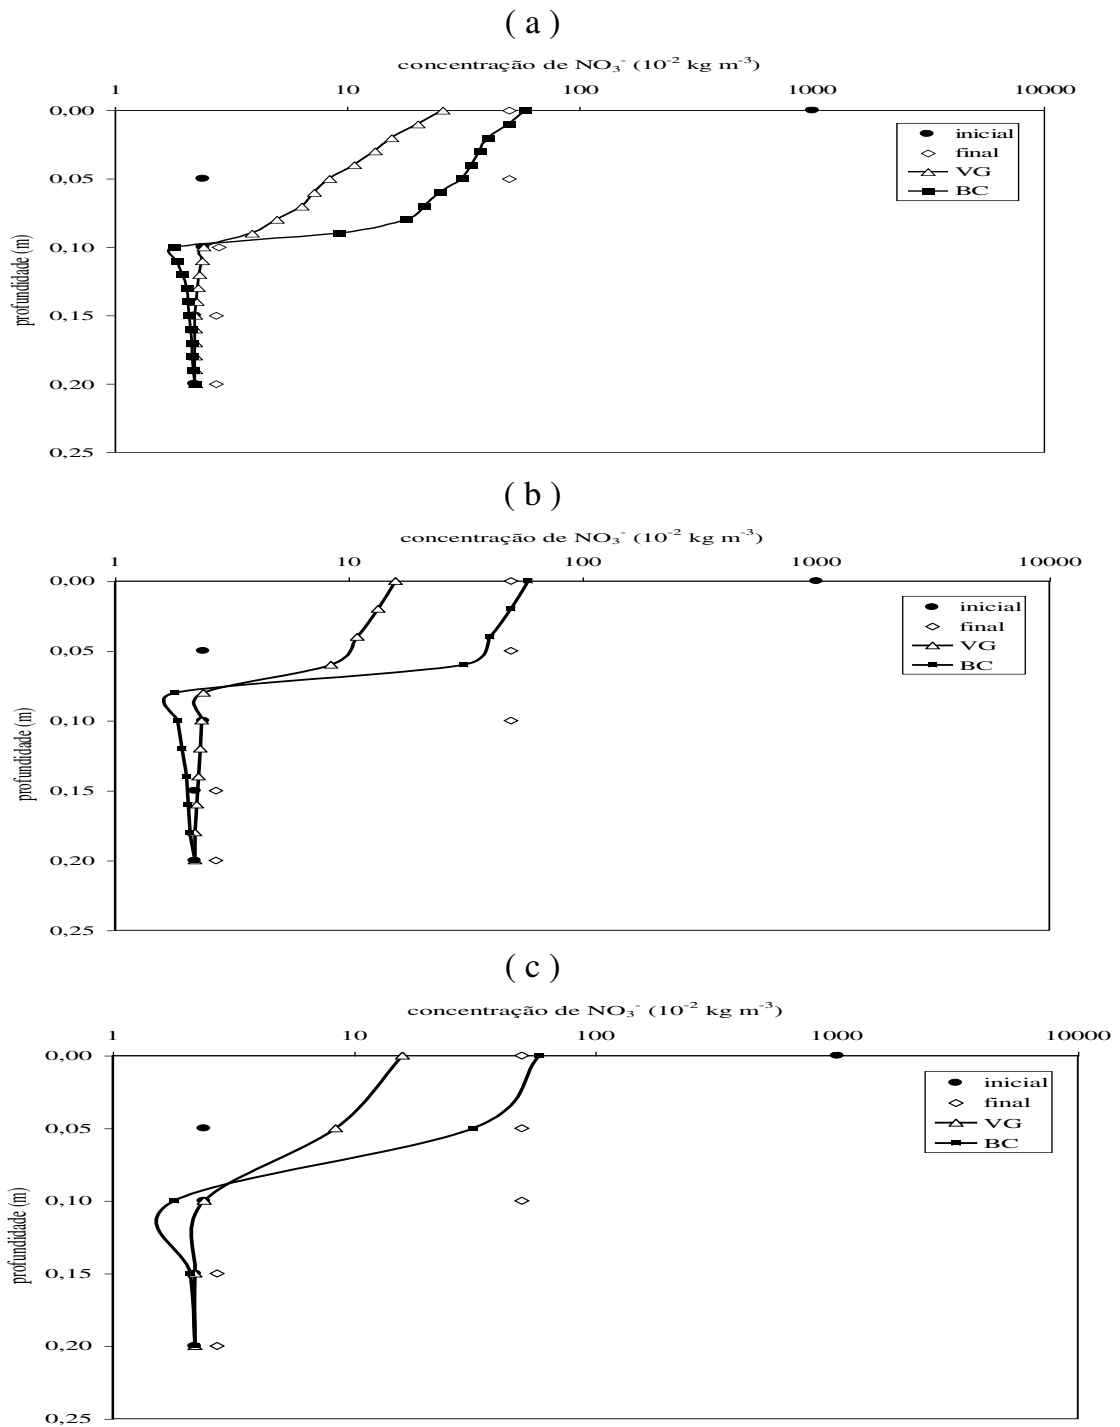 ( a )
concentração de NO₃⁻ (10⁻² kg m⁻³)
1 10 100 1000 10000
0,00
0,05
0,10
0,15
0,20
0,25
profundidade (m)
inicial
final
VG
BC
( b )
concentração de NO₃⁻ (10⁻² kg m⁻³)
1 10 100 1000 10000
0,00
0,05
0,10
0,15
0,20
0,25
profundidade (m)
inicial
final
VG
BC
( c )
concentração de NO₃⁻ (10⁻² kg m⁻³)
1 10 100 1000 10000
0,00
0,05
0,10
0,15
0,20
0,25
profundidade (m)
inicial
final
VG
BC